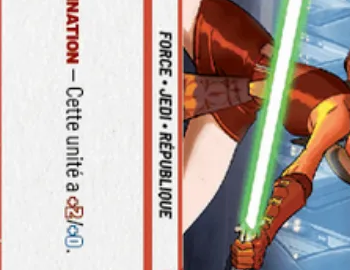 FORCE • JEDI • RÉPUBLIQUE
NATION – Cette unité a +2/+0.